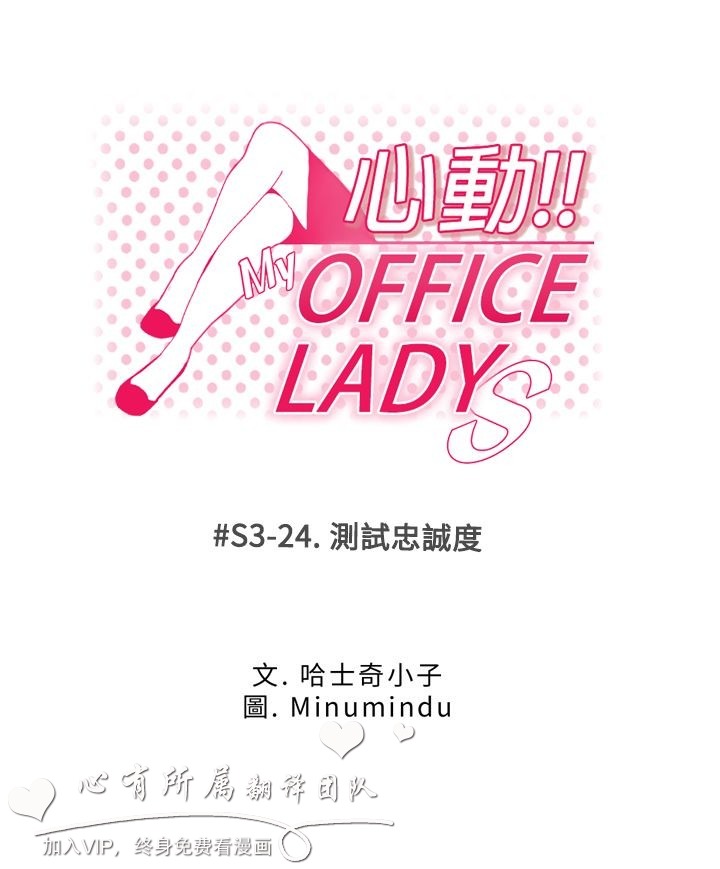 心動!!
My OFFICE
LADYS
#S3-24. 測試忠誠度
文. 哈士奇小子
圖. Minumindu
心有所属翻译团队
加入VIP，终身免费看漫画